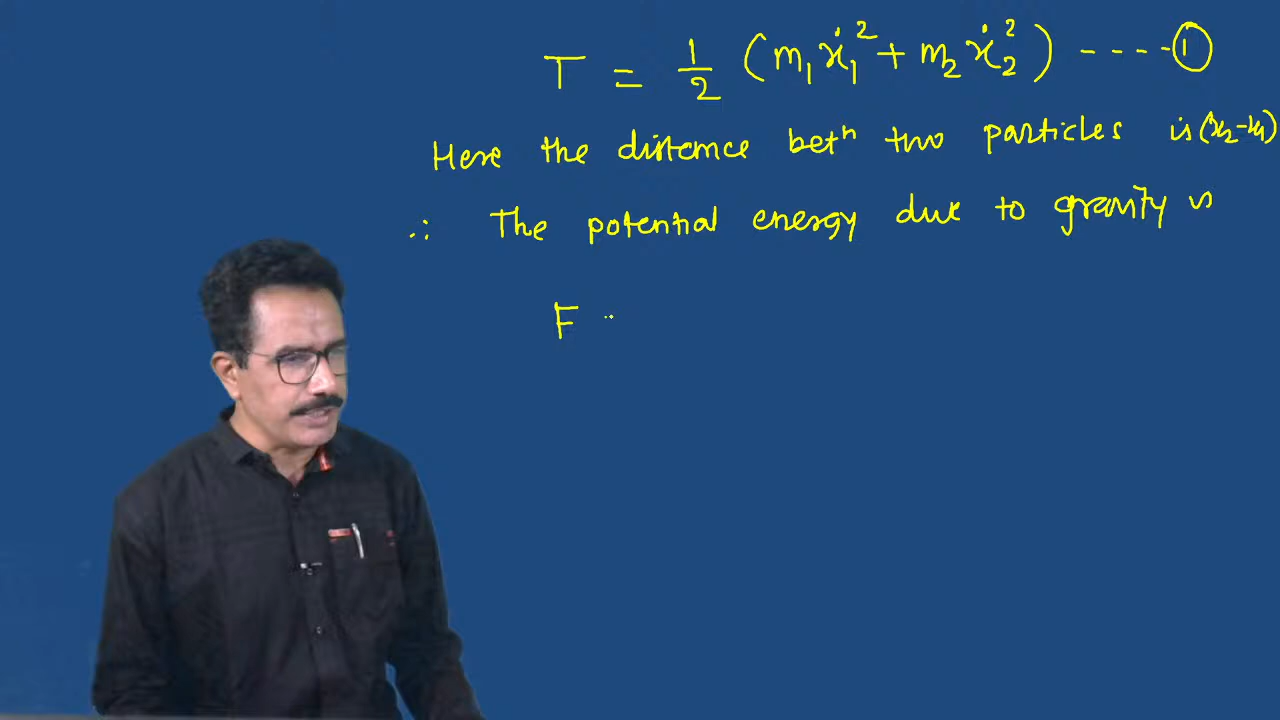 T = 1/2 (m₁ẋ₁² + m₂ẋ₂²) ----①
Here the distance betⁿ two particles is (x₂-x₁)
∴ The potential energy due to gravity is
F